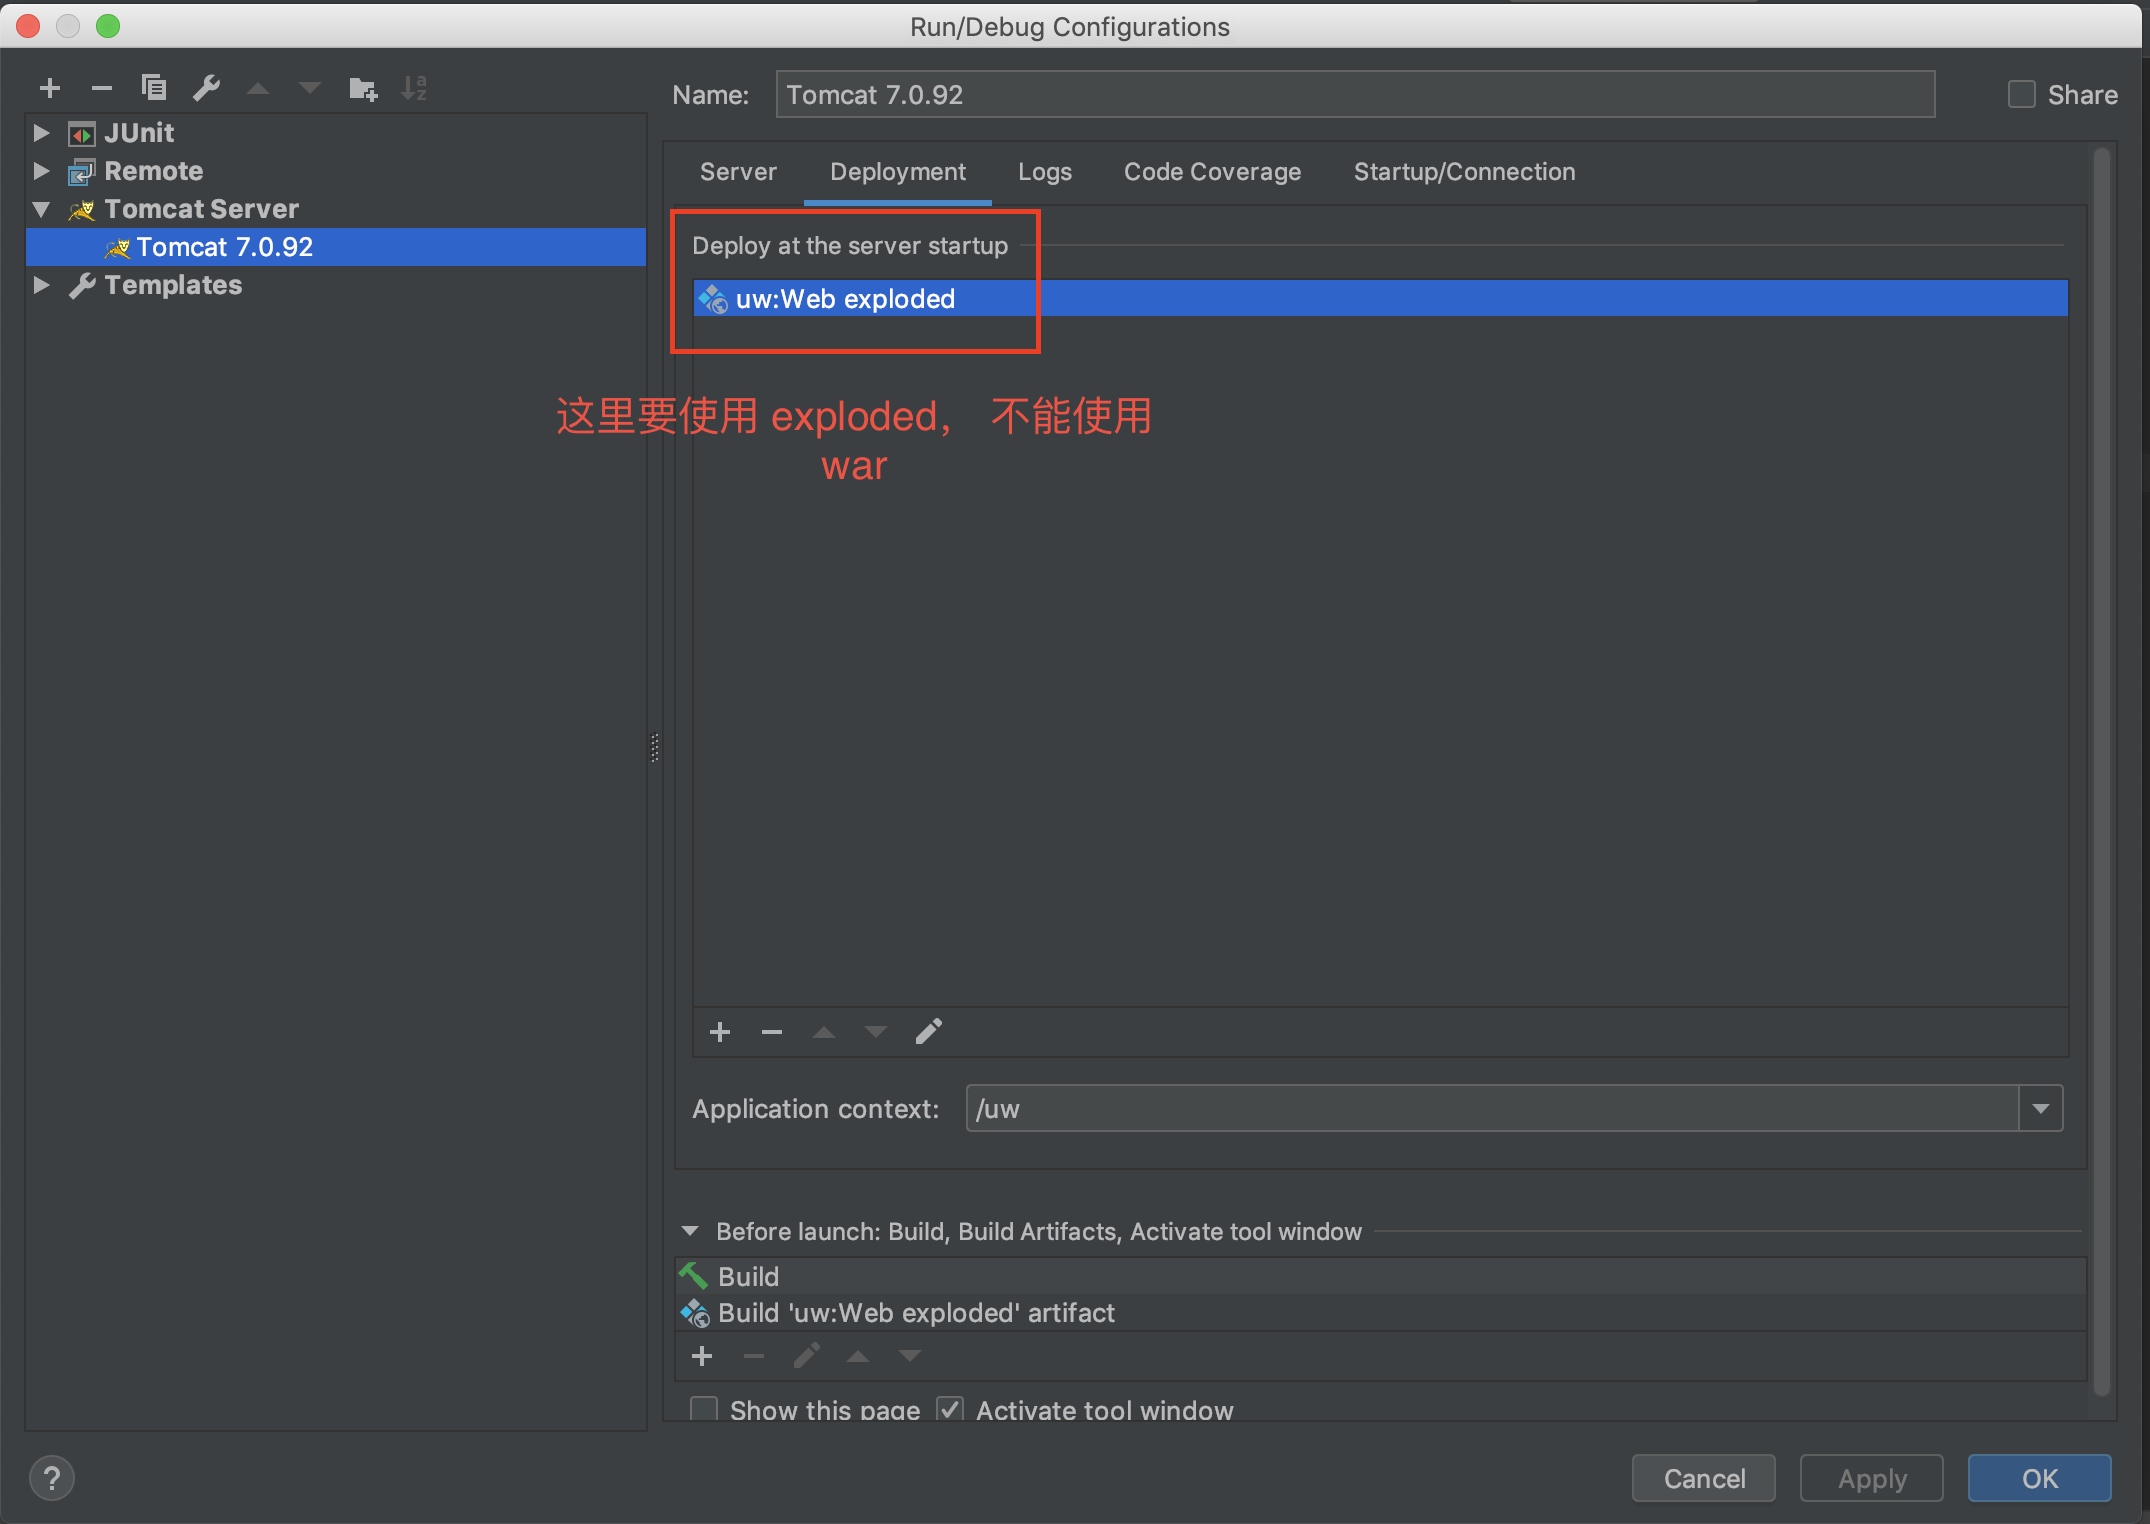 Run/Debug Configurations
Name:
Tomcat 7.0.92
Share
JUnit
Remote
Tomcat Server
Tomcat 7.0.92
Templates
Server
Deployment
Logs
Code Coverage
Startup/Connection
Deploy at the server startup
uw:Web exploded
这里要使用 exploded， 不能使用
war
Application context:
/uw
Before launch: Build, Build Artifacts, Activate tool window
Build
Build 'uw:Web exploded' artifact
Show this page
Activate tool window
?
Cancel
Apply
OK